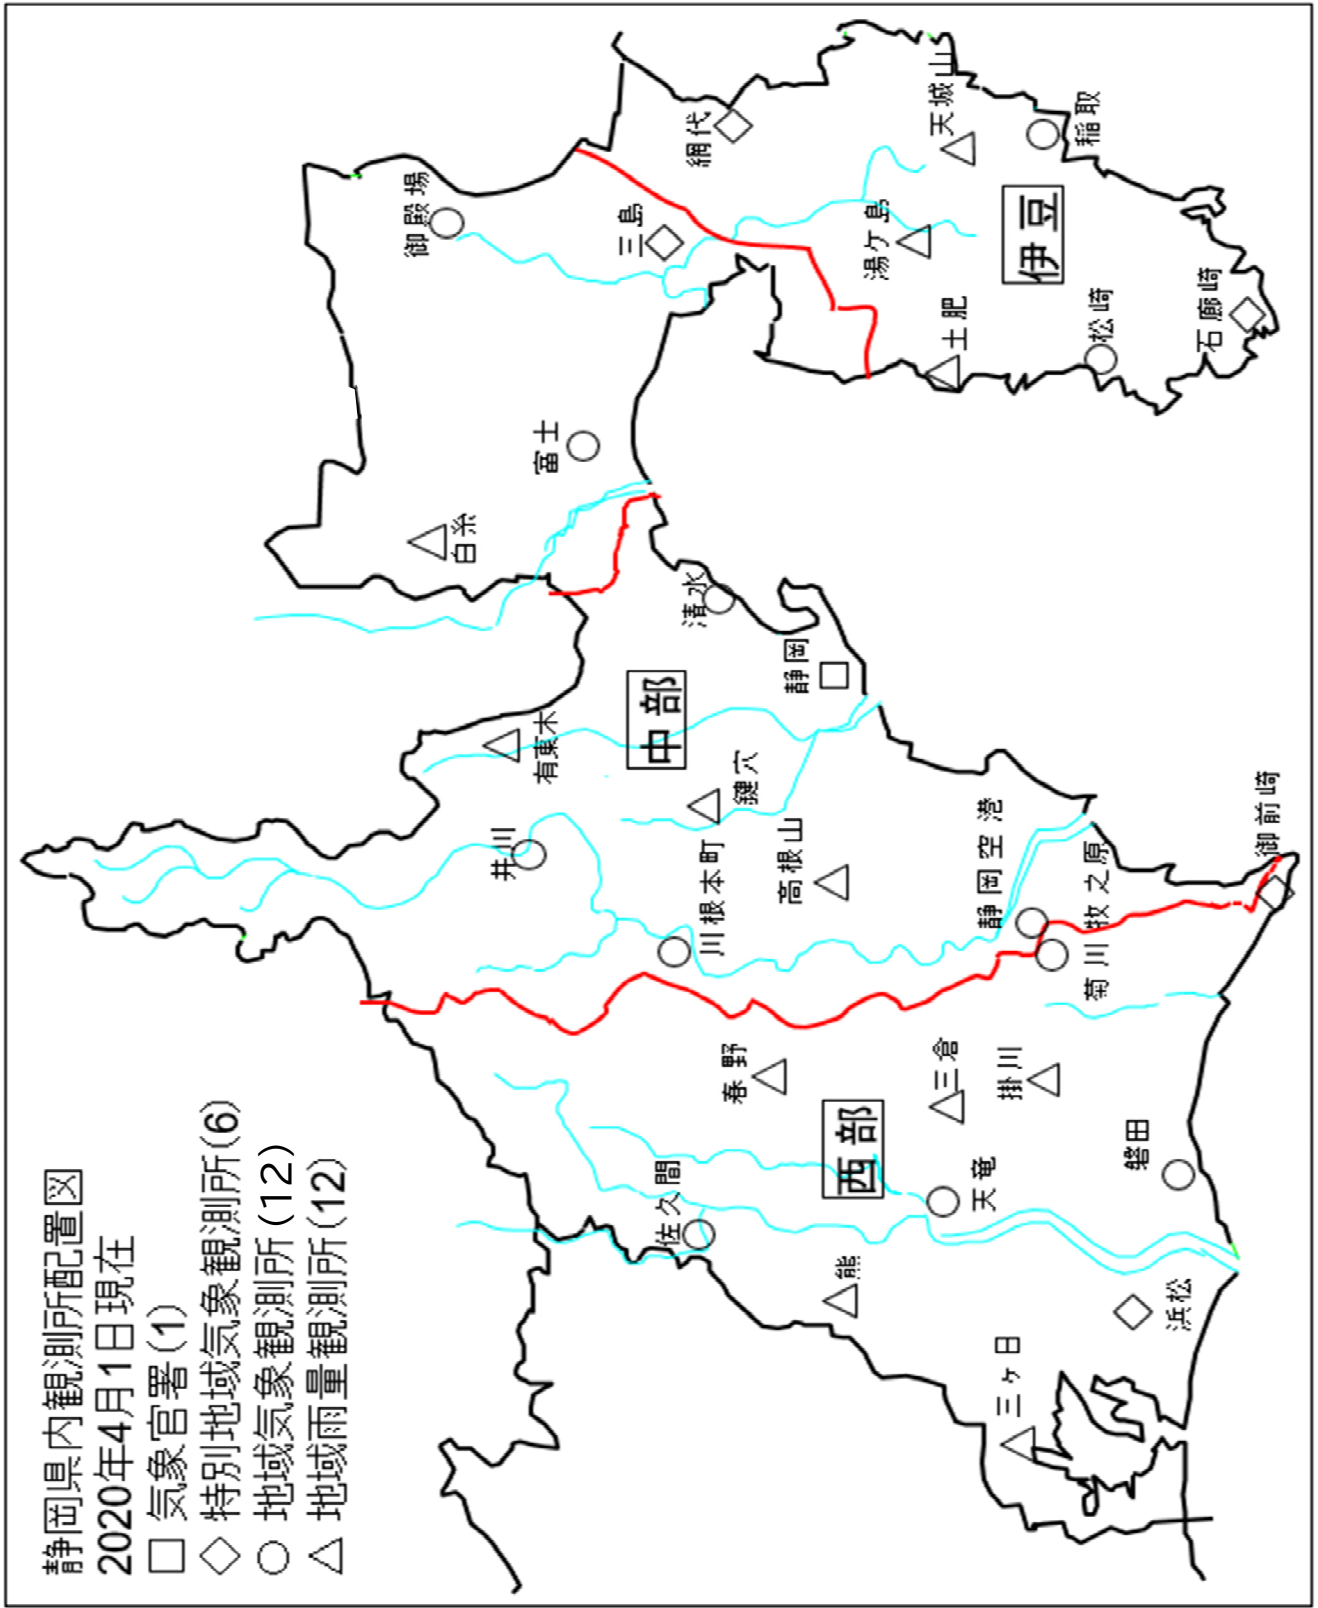 静岡県内観測所配置図
2020年4月1日現在
□ 気象官署(1)
◇ 特別地域気象観測所(6)
○ 地域気象観測所(12)
△ 地域雨量観測所(12)
井川
有東木
白糸
御殿場
富士
佐久間
川根本町
中部
清水
三島
網代
春野
鍵穴
熊
西部
高根山
静岡
湯ケ島
天城山
三倉
土肥
天竜
三ヶ日
掛川
静岡空港
伊豆
菊川
牧之原
松崎
稲取
磐田
浜松
御前崎
石廊崎